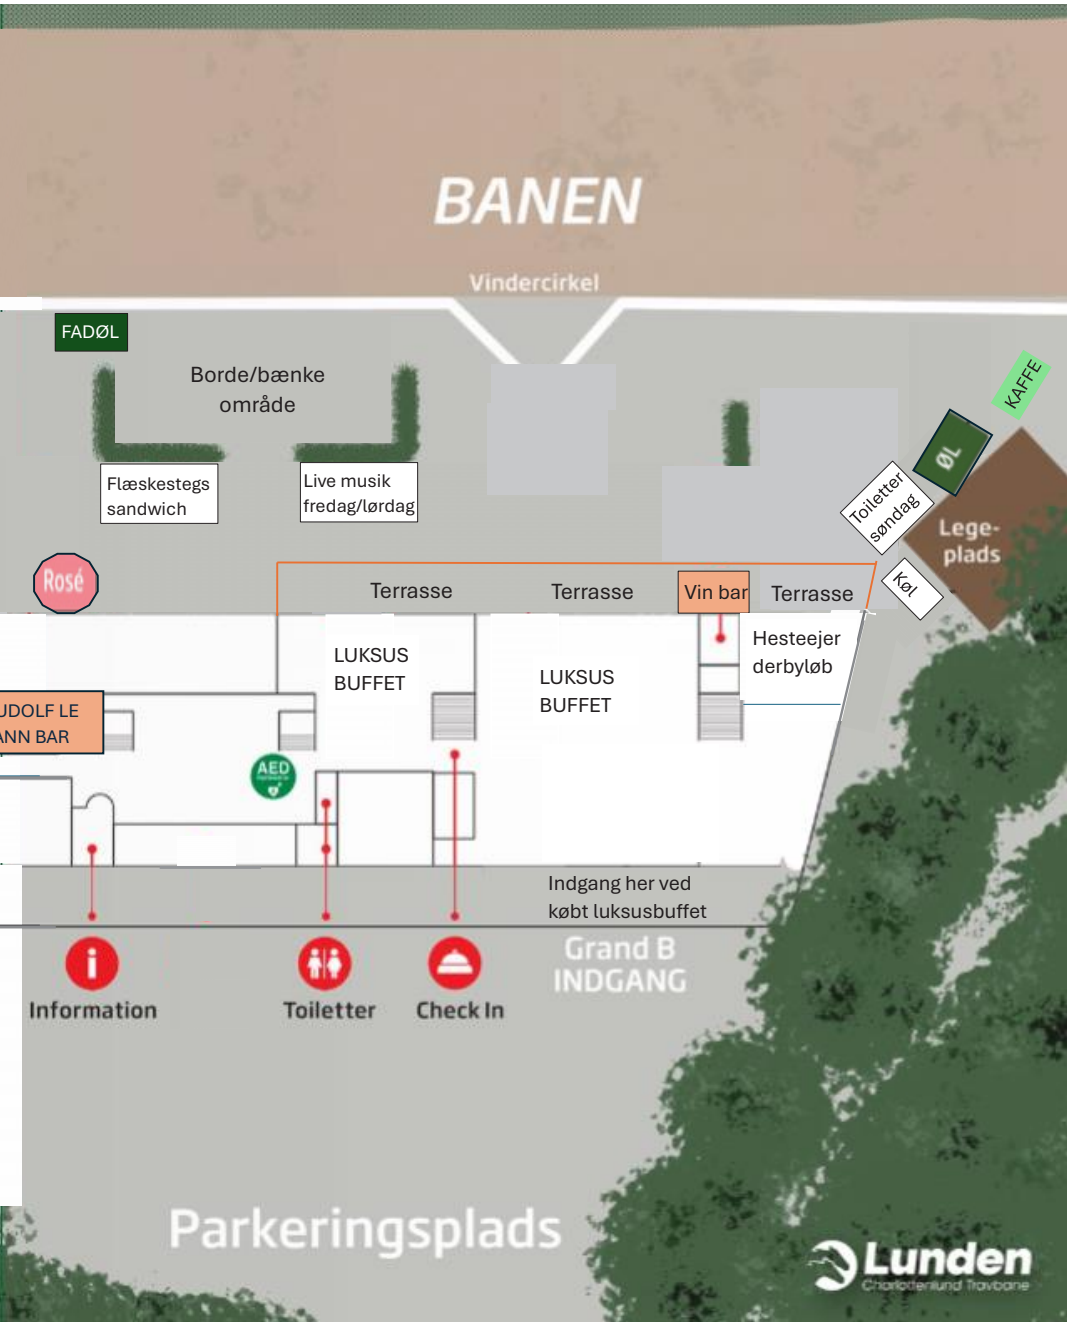 BANEN
Vindercirkel
FADØL
Borde/bænke
område
KAFFE
ØL
Flæskestegs
sandwich
Live musik
fredag/lørdag
Toiletter
søndag
Lege-
plads
Køl
Rosé
Terrasse
Terrasse
Vin bar
Terrasse
Hesteejer
derbyløb
LUKSUS
BUFFET
LUKSUS
BUFFET
UDOLF LE
ANN BAR
AED
Indgang her ved
købt luksusbuffet
Grand B
INDGANG
i
Information
Toiletter
Check In
Parkeringsplads
Lunden
Charlottenlund Travbane